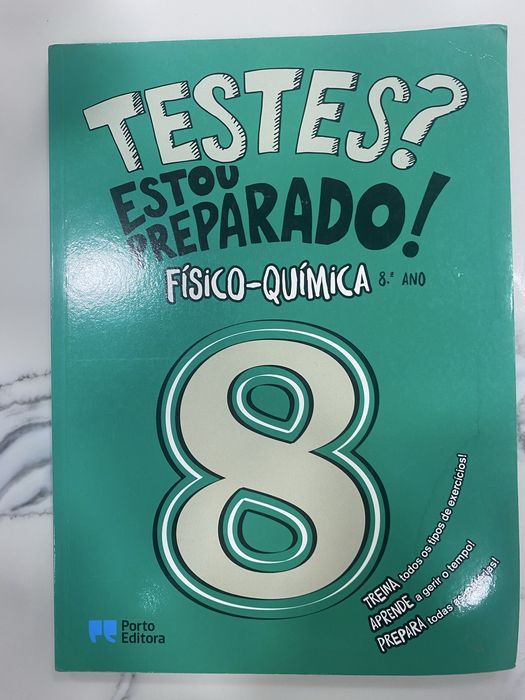 TESTES?
ESTOU
PREPARADO!
FÍSICO-QUÍMICA 8.º ANO
8
TREINA todos os tipos de exercícios!
APRENDE a gerir o tempo!
PREPARA todas as
Porto
Editora